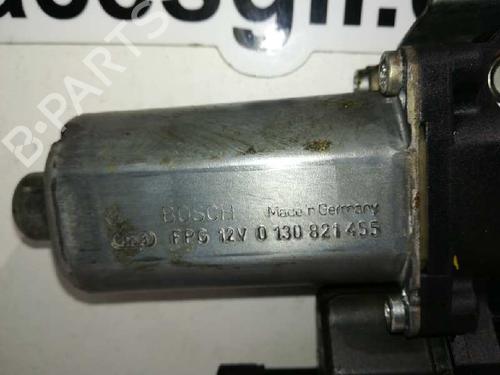 B-PARTS
BOSCH Made in Germany
FPG 12V 0 130 821 455